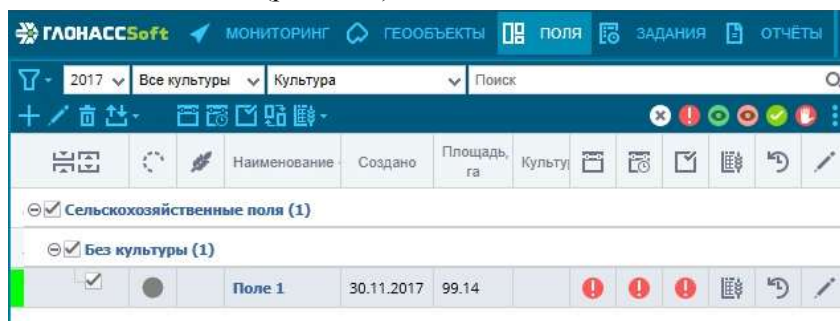 ГЛОНАССSoft МОНИТОРИНГ ГЕООБЪЕКТЫ ПОЛЯ ЗАДАНИЯ ОТЧЁТЫ
2017 Все культуры Культура Поиск
Наименование Создано Площадь, га Культу
Сельскохозяйственные поля (1)
Без культуры (1)
Поле 1 30.11.2017 99.14